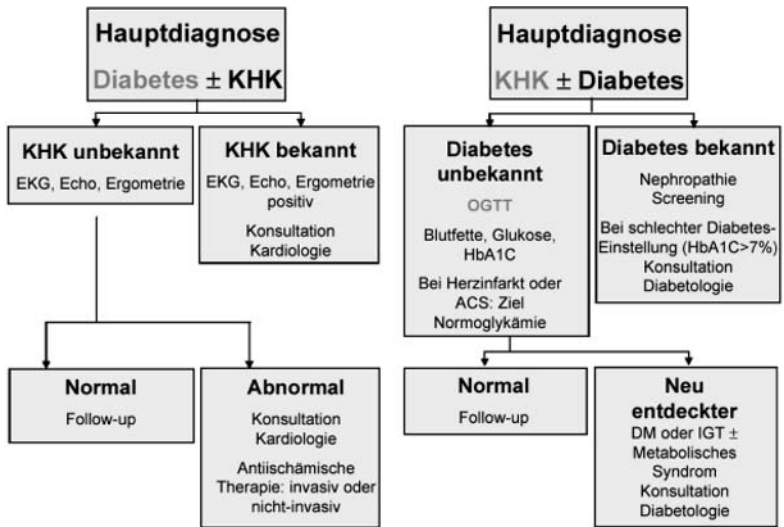 Hauptdiagnose
Diabetes ± KHK
KHK unbekannt
EKG, Echo, Ergometrie
KHK bekannt
EKG, Echo, Ergometrie
positiv
Konsultation
Kardiologie
Normal
Follow-up
Abnormal
Konsultation
Kardiologie
Antiischämische
Therapie: invasiv oder
nicht-invasiv
Hauptdiagnose
KHK ± Diabetes
Diabetes
unbekannt
OGTT
Blutfette, Glukose,
HbA1C
Bei Herzinfarkt oder
ACS: Ziel
Normoglykämie
Diabetes bekannt
Nephropathie
Screening
Bei schlechter Diabetes-
Einstellung (HbA1C>7%)
Konsultation
Diabetologie
Normal
Follow-up
Neu
entdeckter
DM oder IGT ±
Metabolisches
Syndrom
Konsultation
Diabetologie